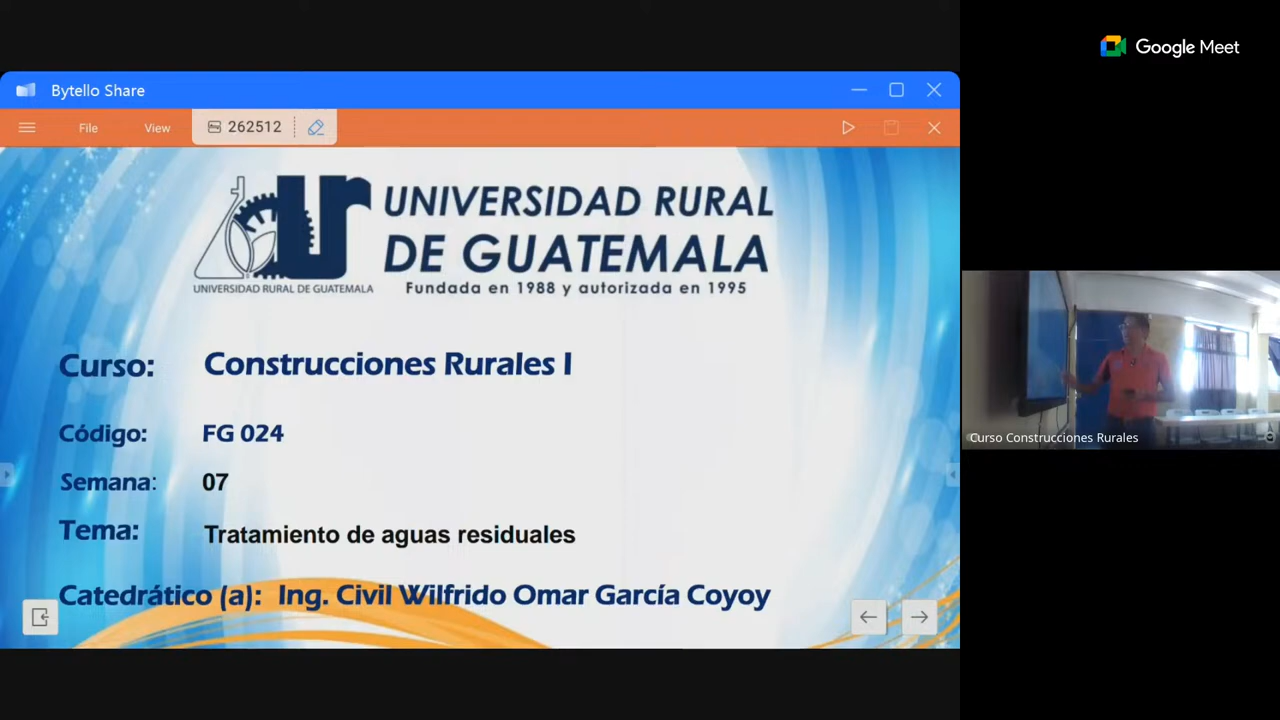 Google Meet
Bytello Share
File View 262512
UNIVERSIDAD RURAL
DE GUATEMALA
UNIVERSIDAD RURAL DE GUATEMALA
Fundada en 1988 y autorizada en 1995
Curso: Construcciones Rurales I
Código: FG 024
Semana: 07
Tema: Tratamiento de aguas residuales
Catedrático (a): Ing. Civil Wilfrido Omar García Coyoy
Curso Construcciones Rurales